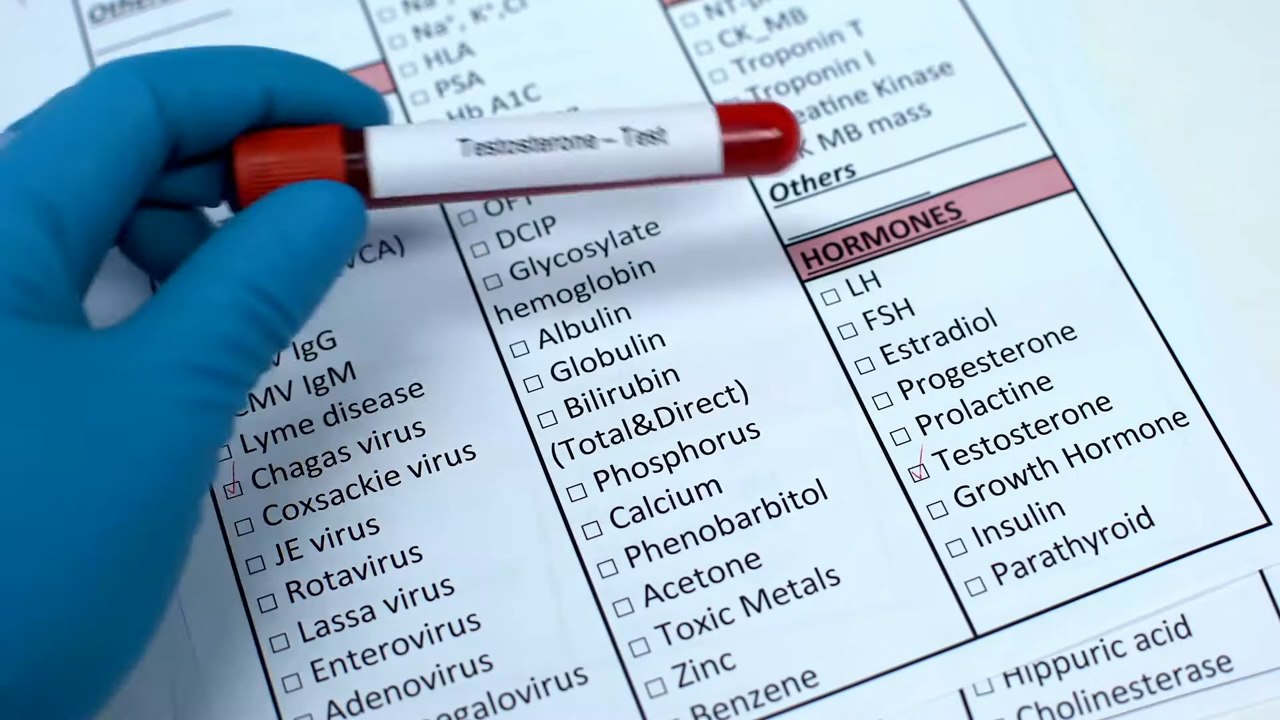 Others
Na⁺, K⁺,Cl⁻
HLA
PSA
Hb A1C
CK_MB
Troponin T
Troponin I
eatine Kinase
K MB mass
Others
Testosterone – Test
VCA)
IgG
CMV IgM
Lyme disease
Chagas virus
Coxsackie virus
JE virus
Rotavirus
Lassa virus
Enterovirus
Adenovirus
egalovirus
OFT
DCIP
Glycosylate
hemoglobin
Albulin
Globulin
Bilirubin
(Total&Direct)
Phosphorus
Calcium
Phenobarbitol
Acetone
Toxic Metals
Zinc
Benzene
HORMONES
LH
FSH
Estradiol
Progesterone
Prolactine
Testosterone
Growth Hormone
Insulin
Parathyroid
Hippuric acid
Cholinesterase